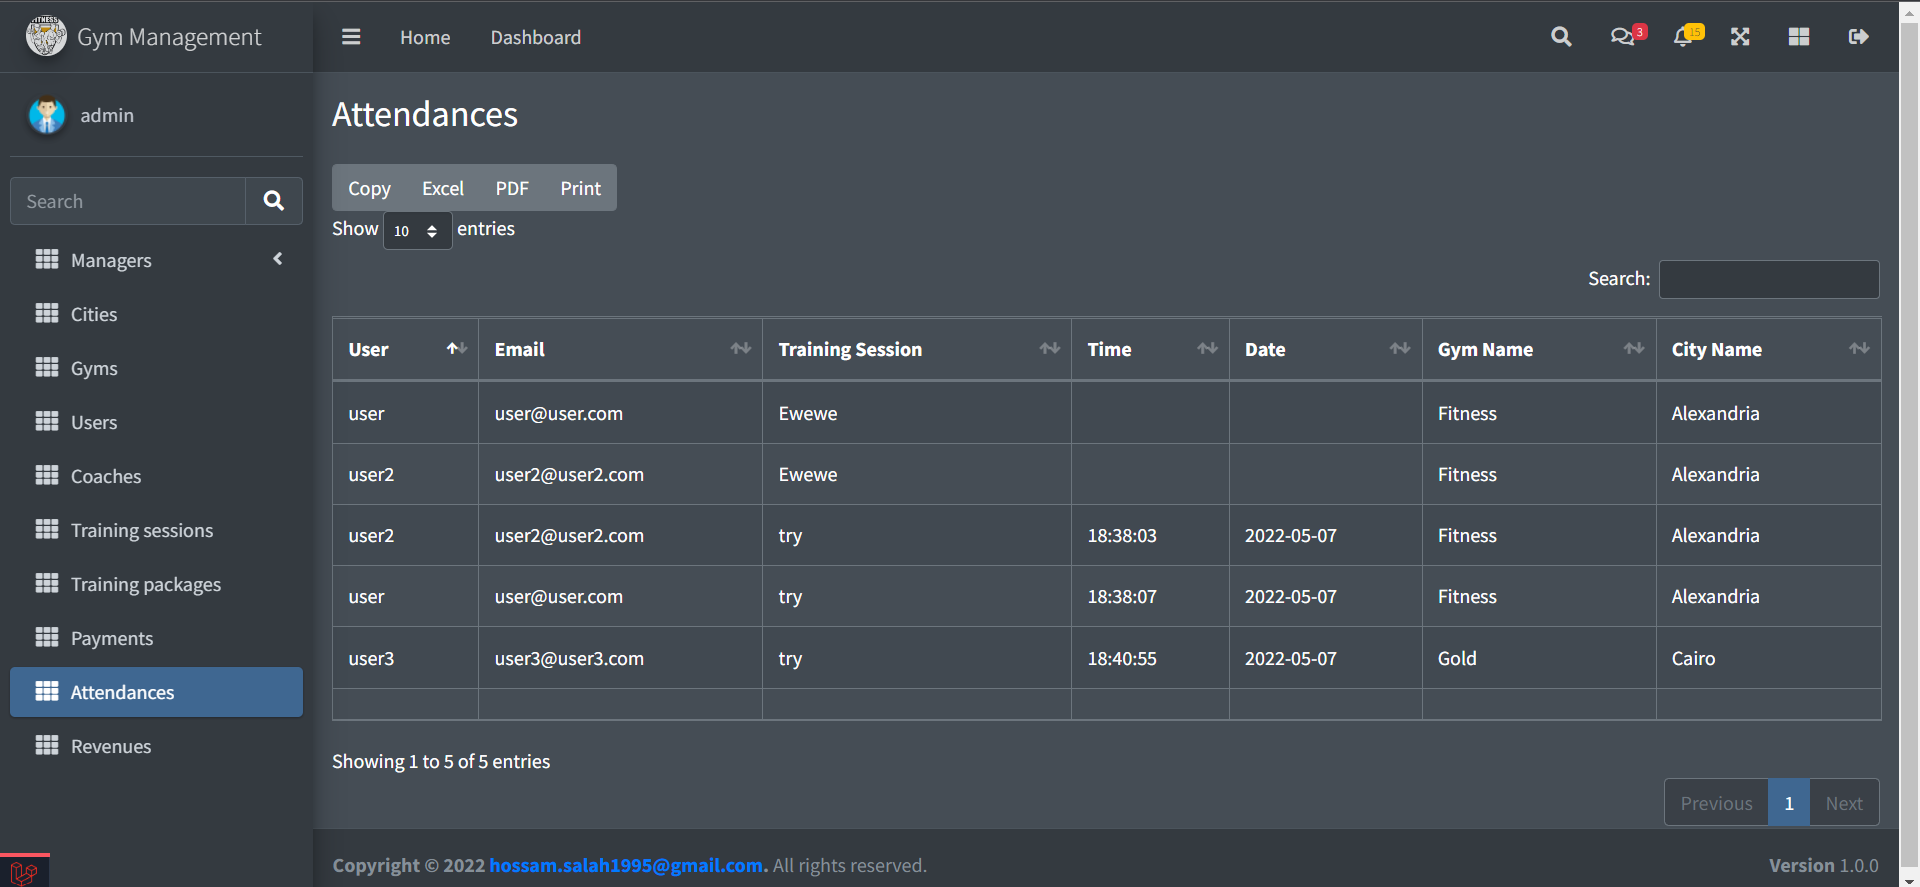 FITNESS
Gym Management
Home
Dashboard
3
15
admin
Search
Managers
Cities
Gyms
Users
Coaches
Training sessions
Training packages
Payments
Attendances
Revenues
Attendances
Copy Excel PDF Print
Show 10 entries
Search:
User Email Training Session Time Date Gym Name City Name
user user@user.com Ewewe Fitness Alexandria
user2 user2@user2.com Ewewe Fitness Alexandria
user2 user2@user2.com try 18:38:03 2022-05-07 Fitness Alexandria
user user@user.com try 18:38:07 2022-05-07 Fitness Alexandria
user3 user3@user3.com try 18:40:55 2022-05-07 Gold Cairo
Showing 1 to 5 of 5 entries
Previous 1 Next
Copyright © 2022 hossam.salah1995@gmail.com. All rights reserved.
Version 1.0.0